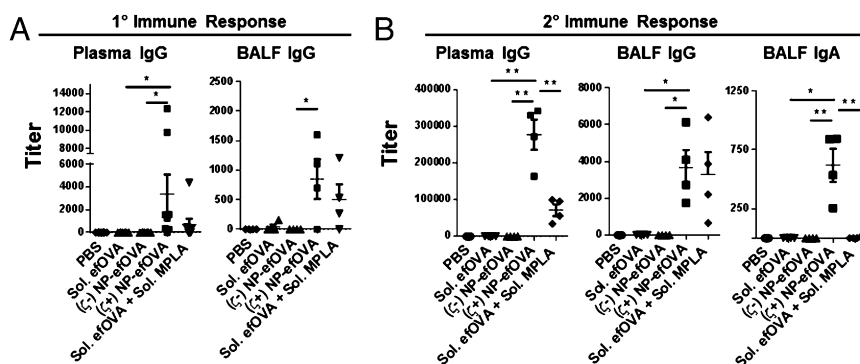 A
1° Immune Response
Plasma IgG
BALF IgG
Titer
14000
12000
10000
8000
6000
4000
2000
0
*
*
PBS
Sol. efOVA
(ζ-) NP-efOVA
(ζ+) NP-efOVA
Sol. efOVA + Sol. MPLA
2500
2000
1500
1000
500
0
*
PBS
Sol. efOVA
(ζ-) NP-efOVA
(ζ+) NP-efOVA
Sol. efOVA + Sol. MPLA
B
2° Immune Response
Plasma IgG
BALF IgG
BALF IgA
Titer
400000
300000
200000
100000
0
**
**
**
PBS
Sol. efOVA
(ζ-) NP-efOVA
(ζ+) NP-efOVA
Sol. efOVA + Sol. MPLA
8000
6000
4000
2000
0
*
*
PBS
Sol. efOVA
(ζ-) NP-efOVA
(ζ+) NP-efOVA
Sol. efOVA + Sol. MPLA
1250
750
250
*
**
**
PBS
Sol. efOVA
(ζ-) NP-efOVA
(ζ+) NP-efOVA
Sol. efOVA + Sol. MPLA